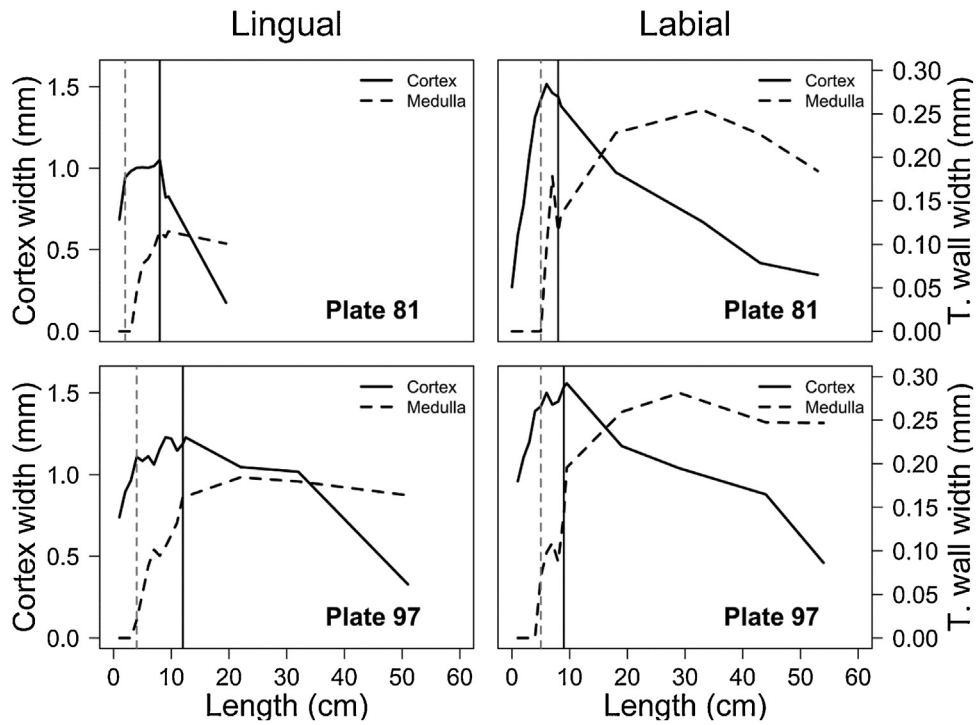 Lingual Labial
Cortex width (mm)
1.5
1.0
0.5
0.0
Cortex
Medulla
Plate 81
Cortex
Medulla
Plate 81
0.30
0.25
0.20
0.15
0.10
0.05
0.00
T. wall width (mm)
Cortex width (mm)
1.5
1.0
0.5
0.0
Cortex
Medulla
Plate 97
Cortex
Medulla
Plate 97
0.30
0.25
0.20
0.15
0.10
0.05
0.00
T. wall width (mm)
0 10 20 30 40 50 60 0 10 20 30 40 50 60
Length (cm) Length (cm)